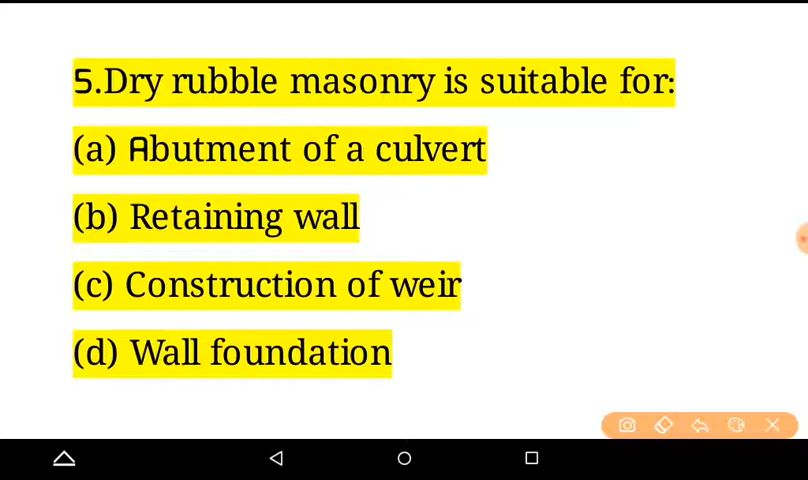 5.Dry rubble masonry is suitable for:
(a) Abutment of a culvert
(b) Retaining wall
(c) Construction of weir
(d) Wall foundation